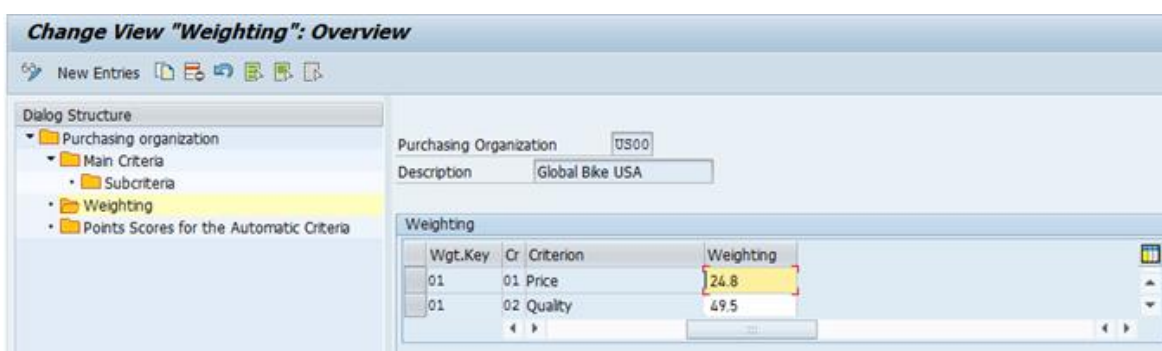 Change View "Weighting": Overview
New Entries
Dialog Structure
Purchasing organization
Main Criteria
Subcriteria
Weighting
Points Scores for the Automatic Criteria
Purchasing Organization US00
Description Global Bike USA
Weighting
Wgt.Key Cr Criterion Weighting
01 01 Price 24.8
01 02 Quality 49.5